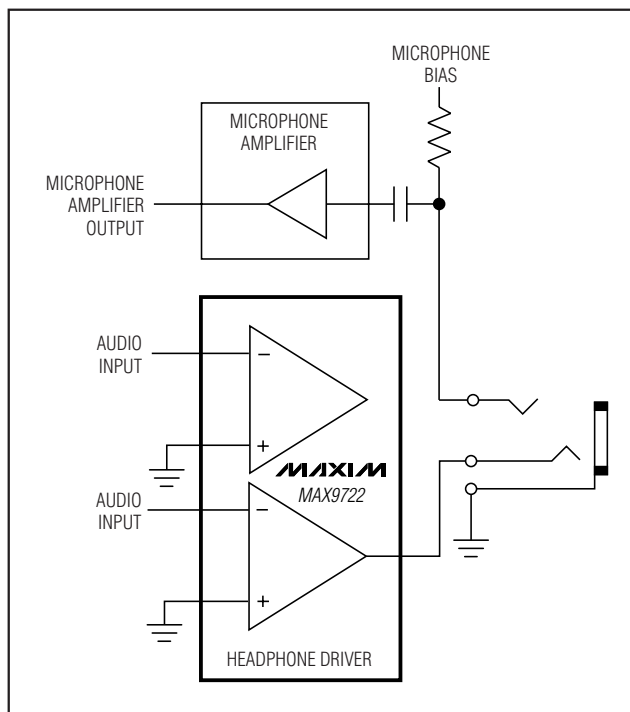 MICROPHONE
BIAS
MICROPHONE
AMPLIFIER
MICROPHONE
AMPLIFIER
OUTPUT
AUDIO
INPUT
−
+
MAXIM
MAX9722
AUDIO
INPUT
−
+
HEADPHONE DRIVER